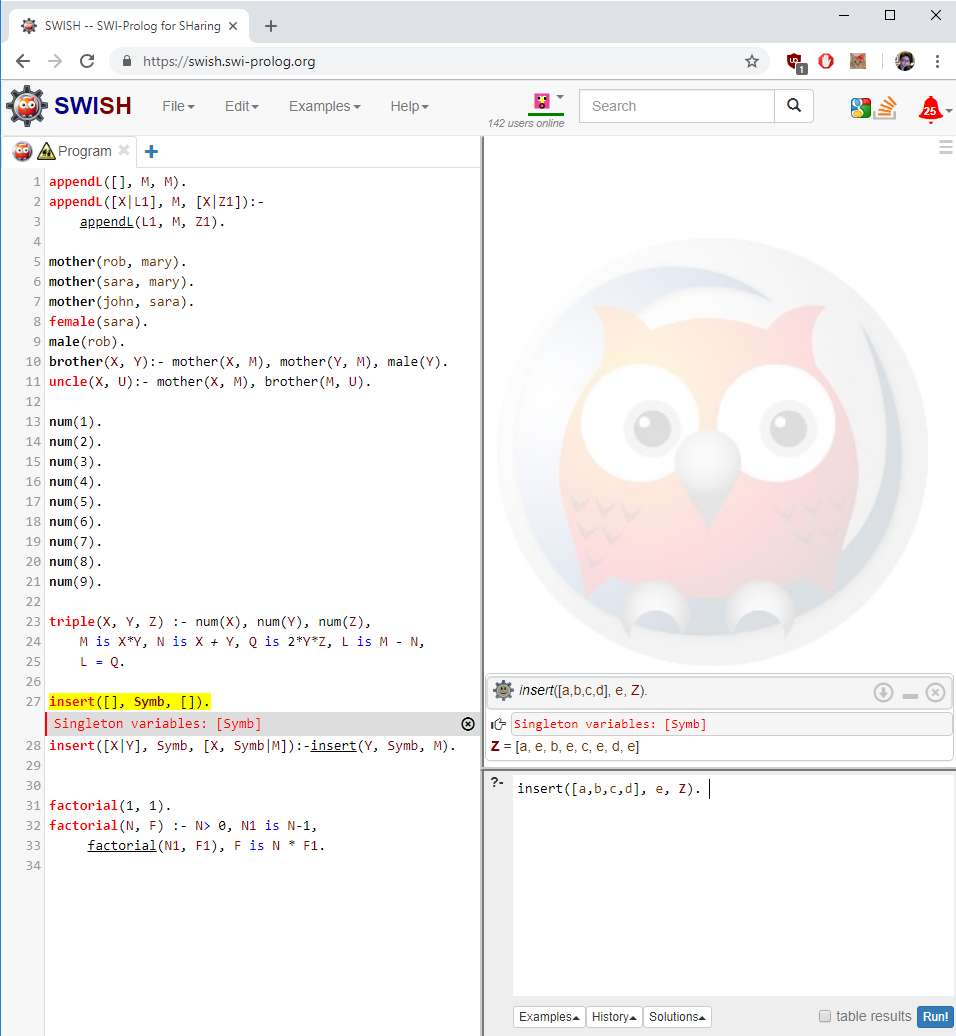 SWISH -- SWI-Prolog for SHaring
https://swish.swi-prolog.org
1
SWISH
File
Edit
Examples
Help
142 users online
Search
25
Program
1 appendL([], M, M).
2 appendL([X|L1], M, [X|Z1]):-
3 appendL(L1, M, Z1).
4
5 mother(rob, mary).
6 mother(sara, mary).
7 mother(john, sara).
8 female(sara).
9 male(rob).
10 brother(X, Y):- mother(X, M), mother(Y, M), male(Y).
11 uncle(X, U):- mother(X, M), brother(M, U).
12
13 num(1).
14 num(2).
15 num(3).
16 num(4).
17 num(5).
18 num(6).
19 num(7).
20 num(8).
21 num(9).
22
23 triple(X, Y, Z) :- num(X), num(Y), num(Z),
24 M is X*Y, N is X + Y, Q is 2*Y*Z, L is M - N,
25 L = Q.
26
27 insert([], Symb, []).
Singleton variables: [Symb]
28 insert([X|Y], Symb, [X, Symb|M]):-insert(Y, Symb, M).
29
30
31 factorial(1, 1).
32 factorial(N, F) :- N> 0, N1 is N-1,
33 factorial(N1, F1), F is N * F1.
34
insert([a,b,c,d], e, Z).
Singleton variables: [Symb]
Z = [a, e, b, e, c, e, d, e]
?- insert([a,b,c,d], e, Z).
Examples
History
Solutions
table results
Run!